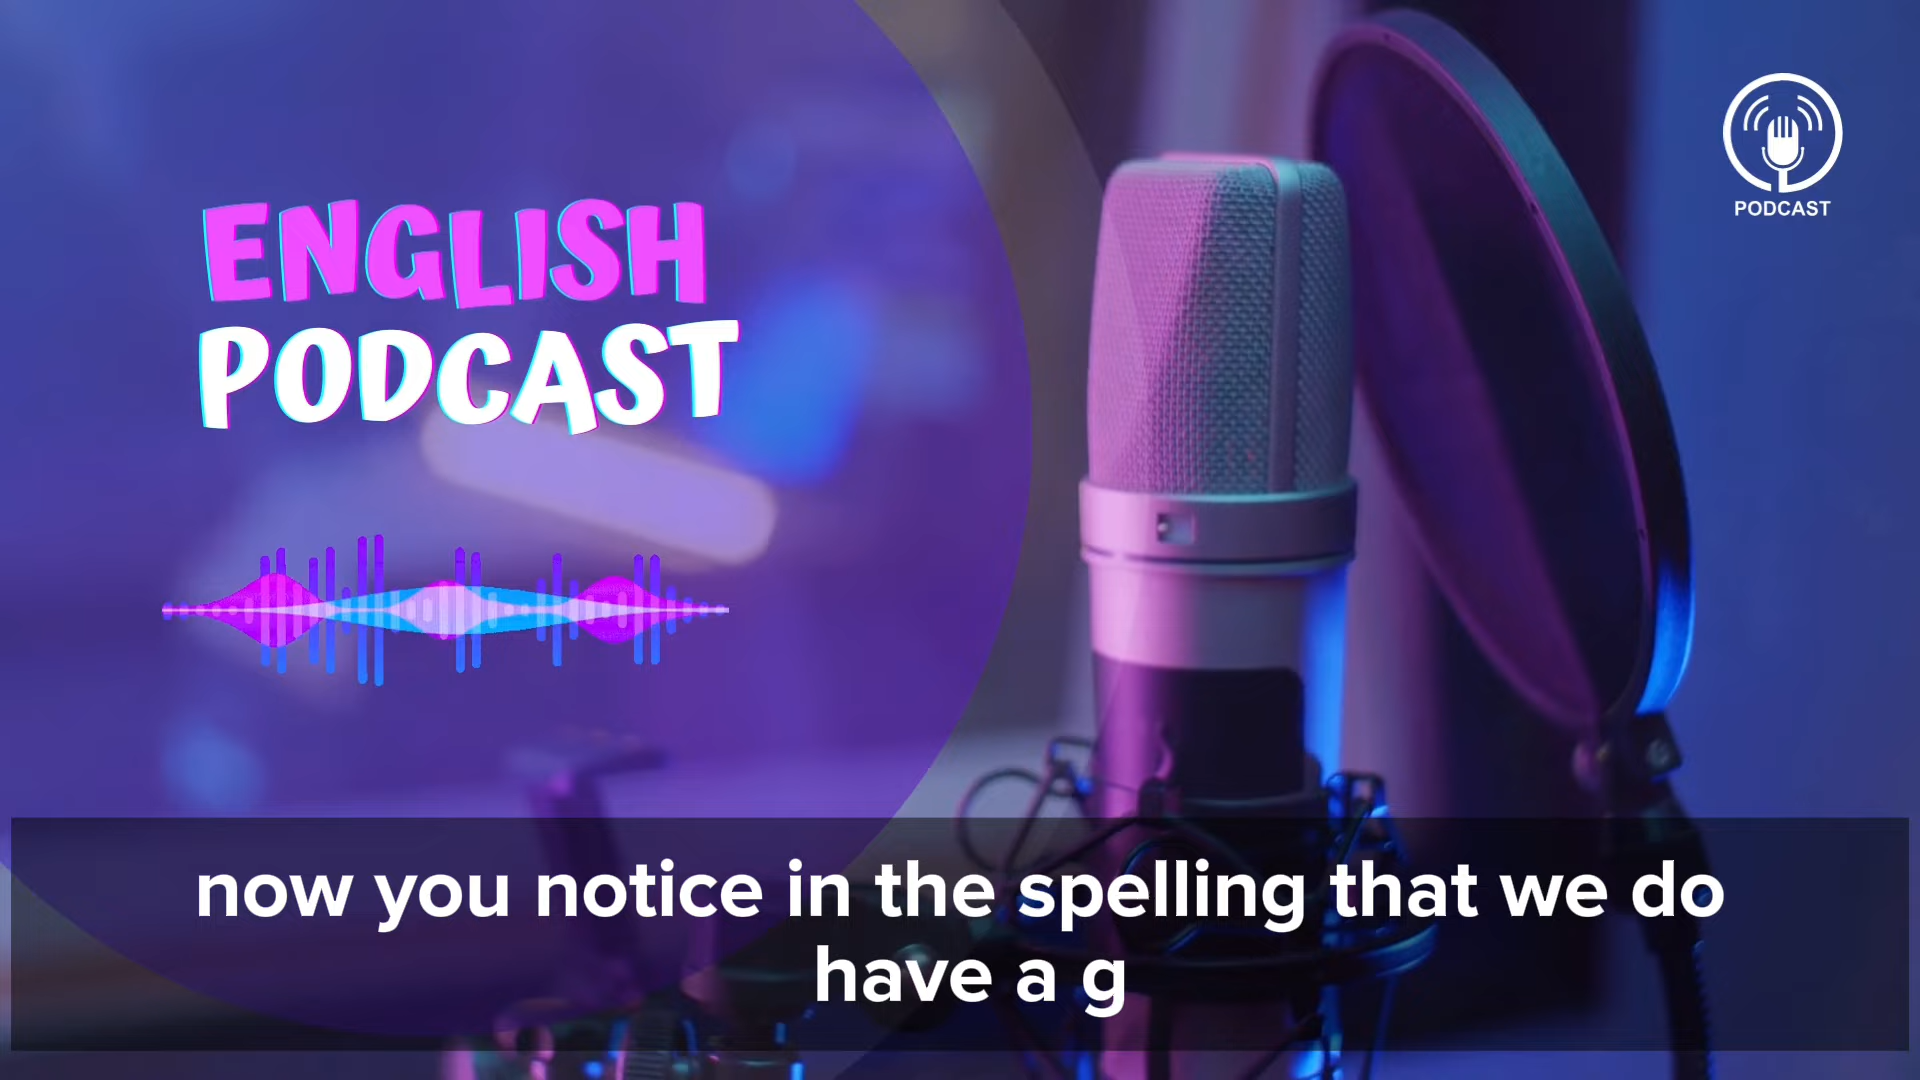 ENGLISH
PODCAST
PODCAST
now you notice in the spelling that we do
have a g